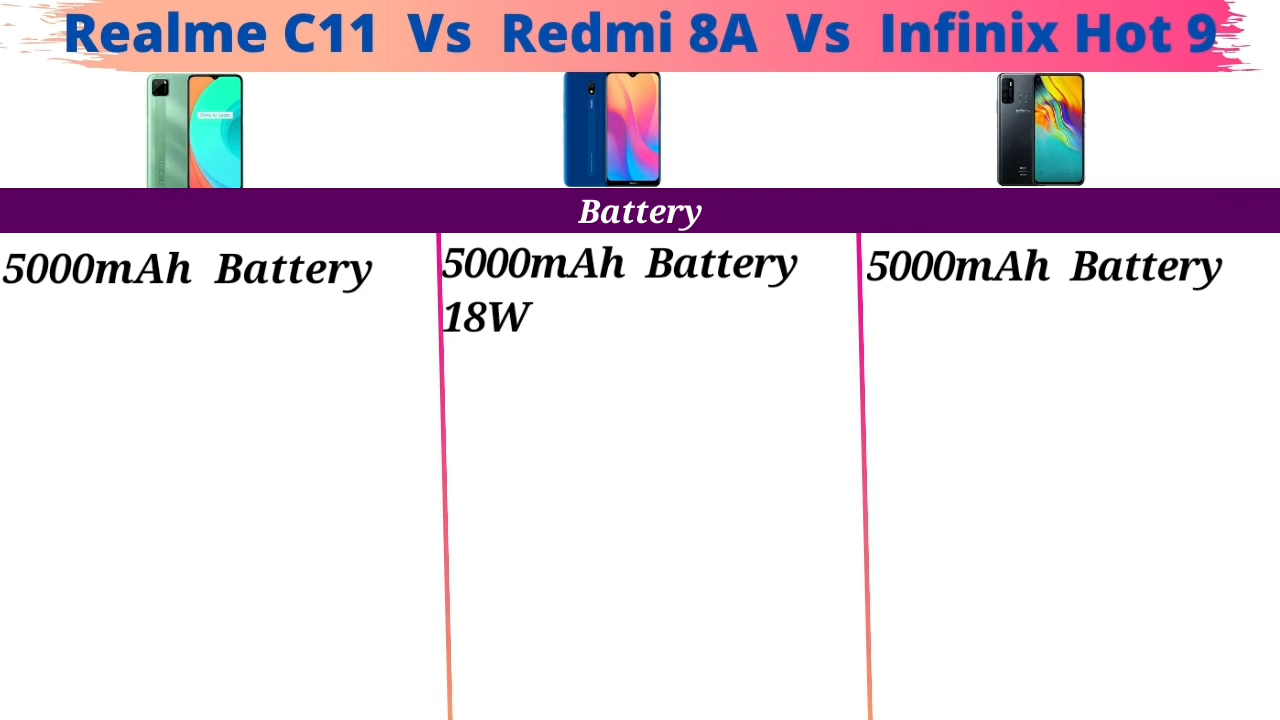 Realme C11 Vs Redmi 8A Vs Infinix Hot 9
Battery
5000mAh Battery
5000mAh Battery
18W
5000mAh Battery